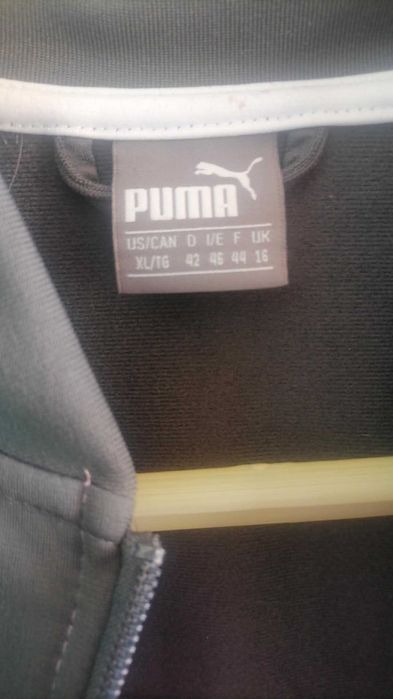 PUMA
US/CAN D I/E F UK
XL/TG 42 46 44 16